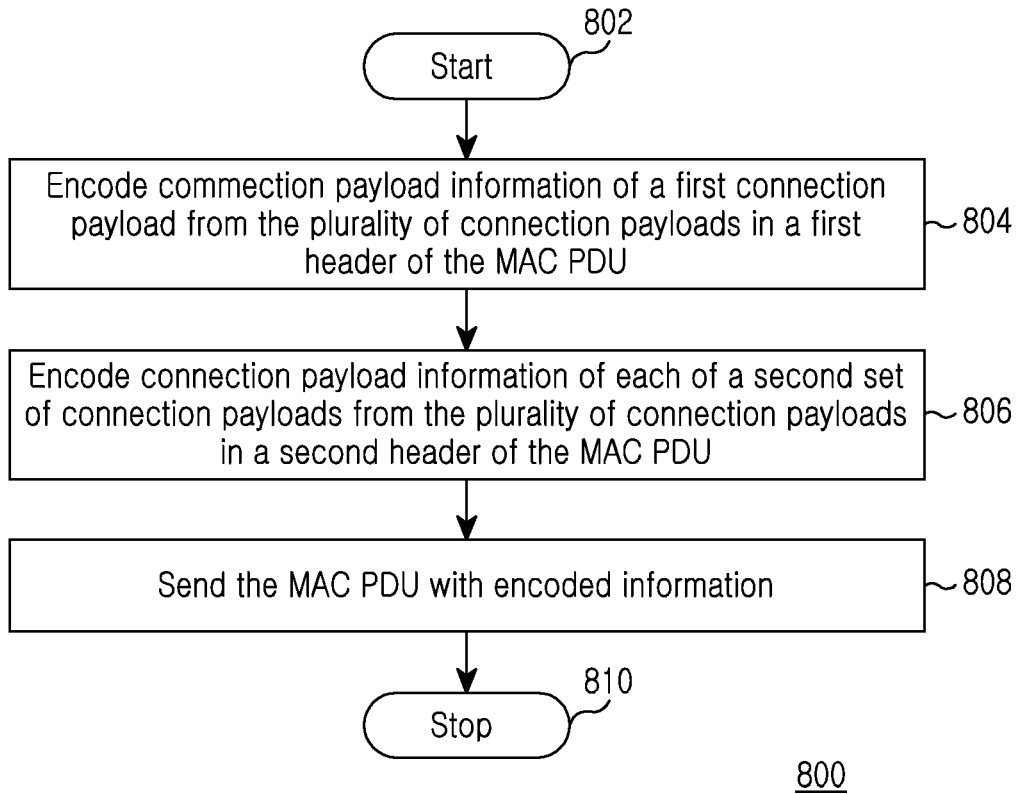 802
Start
Encode commection payload information of a first connection
payload from the plurality of connection payloads in a first
header of the MAC PDU
804
Encode connection payload information of each of a second set
of connection payloads from the plurality of connection payloads
in a second header of the MAC PDU
806
Send the MAC PDU with encoded information
808
810
Stop
800